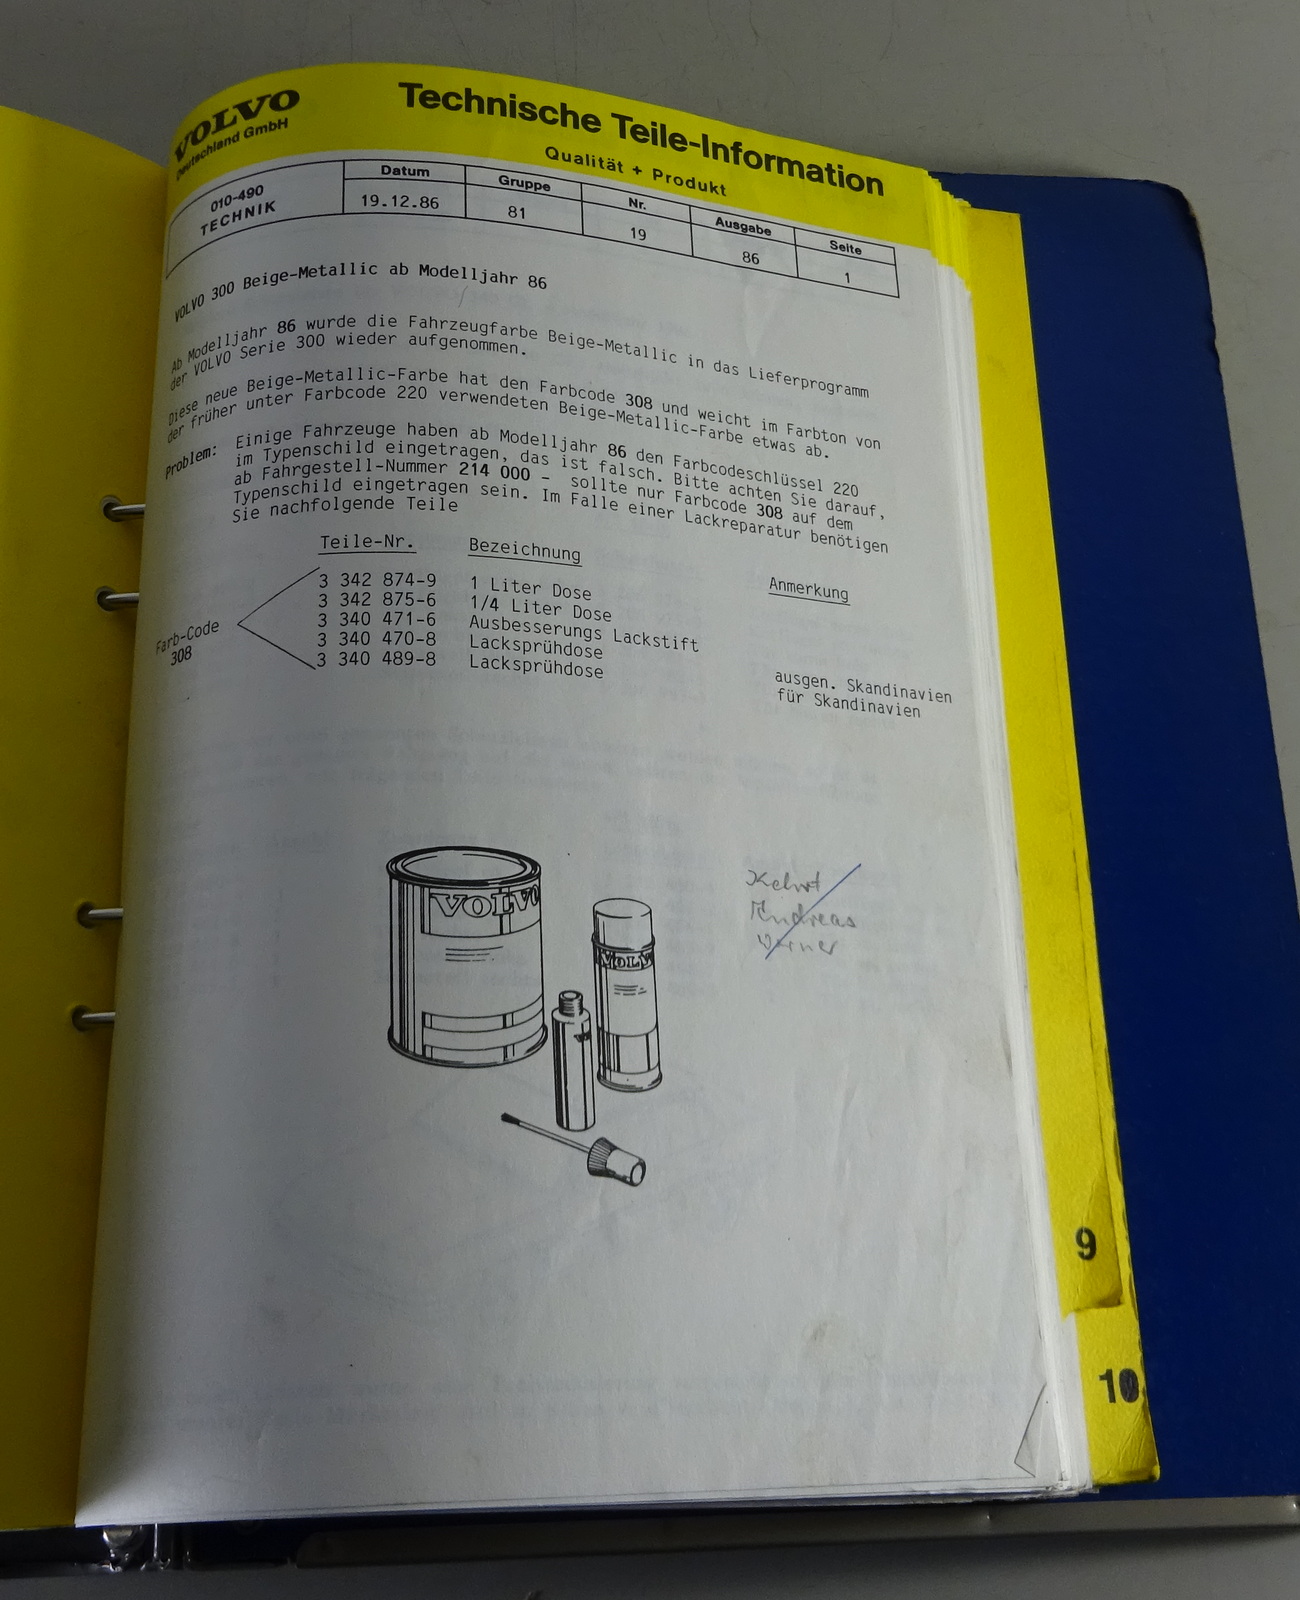 VOLVO
Deutschland GmbH
Technische Teile-Information
Qualität + Produkt
010-490
TECHNIK
Datum
19.12.86
Gruppe
81
Nr.
19
Ausgabe
86
Seite
1
VOLVO 300 Beige-Metallic ab Modelljahr 86
Ab Modelljahr 86 wurde die Fahrzeugfarbe Beige-Metallic in das Lieferprogramm
der VOLVO Serie 300 wieder aufgenommen.
Diese neue Beige-Metallic-Farbe hat den Farbcode 308 und weicht im Farbton von
der früher unter Farbcode 220 verwendeten Beige-Metallic-Farbe etwas ab.
Problem: Einige Fahrzeuge haben ab Modelljahr 86 den Farbcodeschlüssel 220
im Typenschild eingetragen, das ist falsch. Bitte achten Sie darauf,
ab Fahrgestell-Nummer 214 000 - sollte nur Farbcode 308 auf dem
Typenschild eingetragen sein. Im Falle einer Lackreparatur benötigen
Sie nachfolgende Teile
Teile-Nr. Bezeichnung Anmerkung
3 342 874-9 1 Liter Dose
3 342 875-6 1/4 Liter Dose
3 340 471-6 Ausbesserungs Lackstift
3 340 470-8 Lacksprühdose ausgen. Skandinavien
3 340 489-8 Lacksprühdose für Skandinavien
Farb-Code
308
VOLVO
VOLV
Andreas
9
10